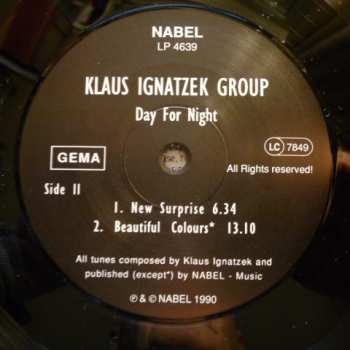 NABEL
LP 4639
KLAUS IGNATZEK GROUP
Day For Night
GEMA
LC 7849
All Rights reserved!
Side II
1. New Surprise 6.34
2. Beautiful Colours* 13.10
All tunes composed by Klaus Ignatzek and
published (except*) by NABEL - Music
℗ & © NABEL 1990